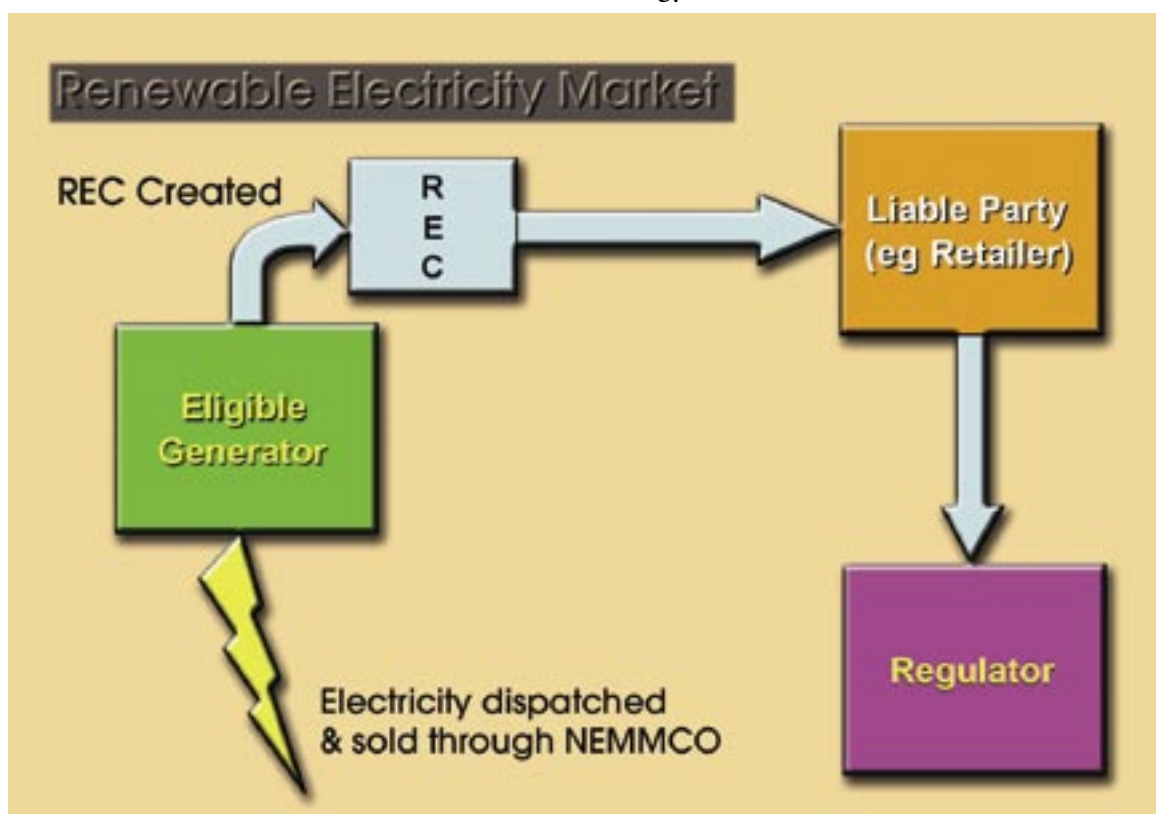 Renewable Electricity Market
REC Created
R
E
C
Liable Party
(eg Retailer)
Eligible
Generator
Regulator
Electricity dispatched
& sold through NEMMCO